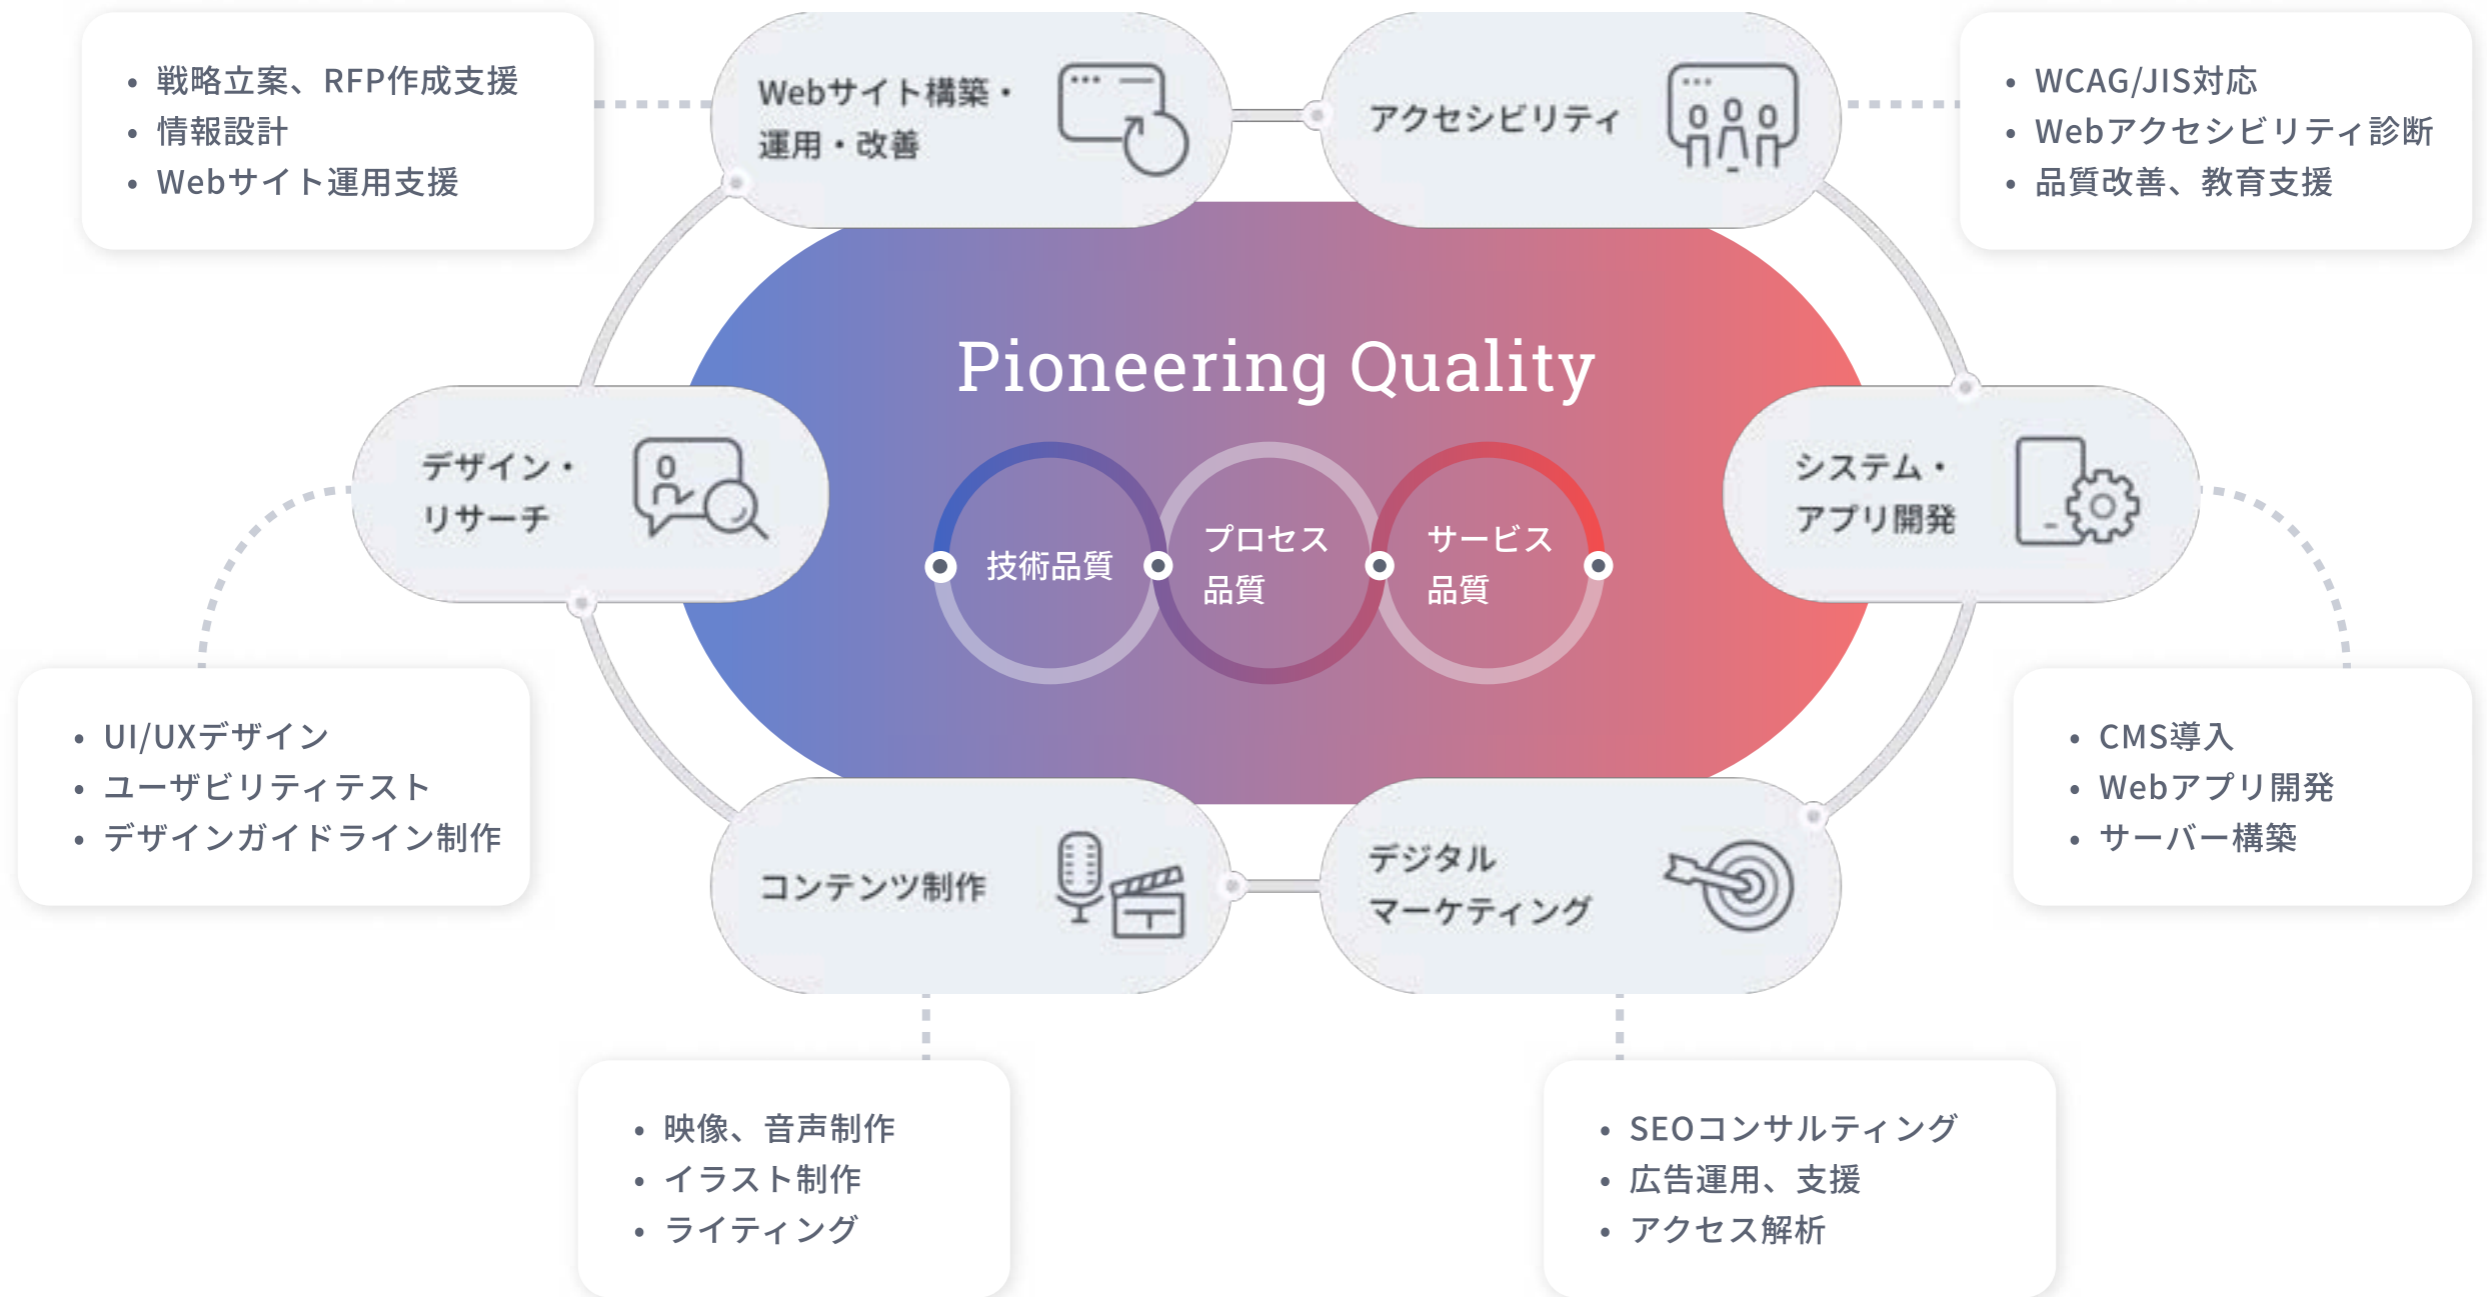 • 戦略立案、RFP作成支援
• 情報設計
• Webサイト運用支援
Webサイト構築・
運用・改善
アクセシビリティ
• WCAG/JIS対応
• Webアクセシビリティ診断
• 品質改善、教育支援
Pioneering Quality
技術品質
プロセス
品質
サービス
品質
デザイン・
リサーチ
システム・
アプリ開発
• UI/UXデザイン
• ユーザビリティテスト
• デザインガイドライン制作
• CMS導入
• Webアプリ開発
• サーバー構築
コンテンツ制作
デジタル
マーケティング
• 映像、音声制作
• イラスト制作
• ライティング
• SEOコンサルティング
• 広告運用、支援
• アクセス解析